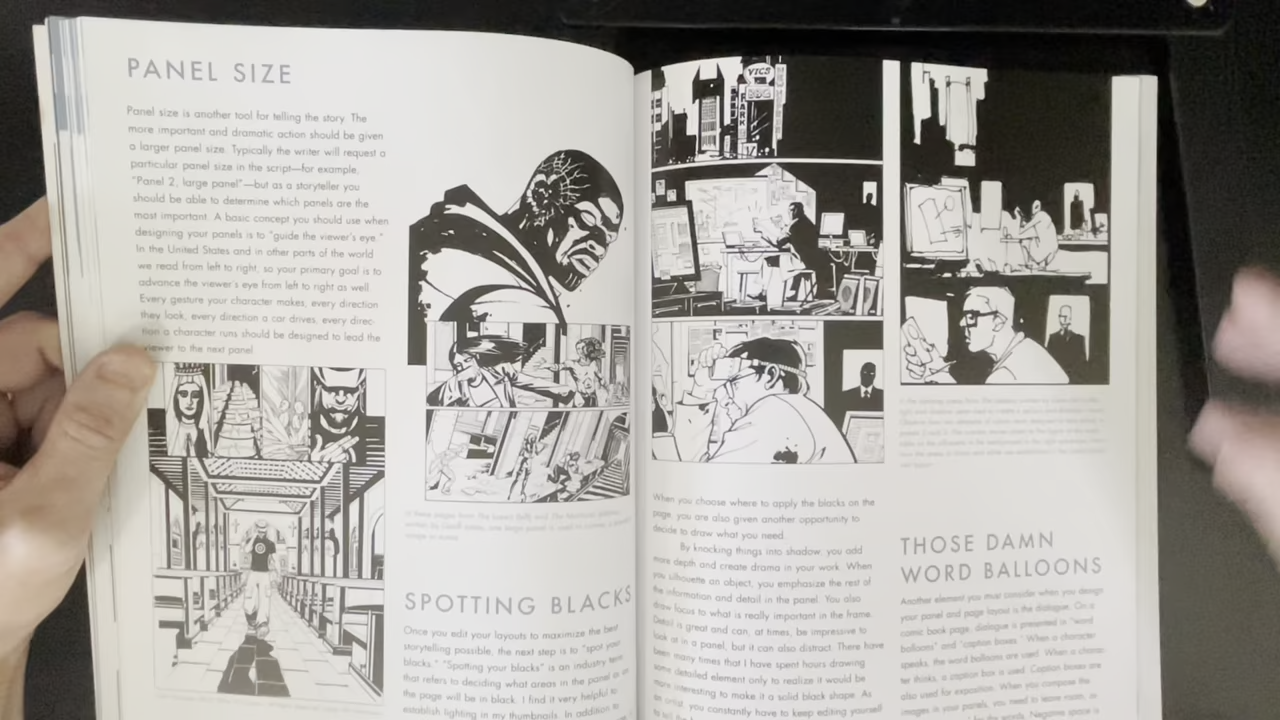 PANEL SIZE
Panel size is another tool for telling the story. The
more important and dramatic action should be given
a larger panel size. Typically the writer will request a
particular panel size in the script—for example,
"Panel 2, large panel"—but as a storyteller you
should be able to determine which panels are the
most important. A basic concept you should use when
designing your panels is to "guide the viewer's eye."
In the United States and in other parts of the world
we read from left to right, so your primary goal is to
advance the viewer's eye from left to right as well.
Every gesture your character makes, every direction
they look, every direction a car drives, every direc-
tion a character runs should be designed to lead the
viewer to the next panel.
SPOTTING BLACKS
Once you edit your layouts to maximize the best
storytelling possible, the next step is to "spot your
blacks." "Spotting your blacks" is an industry term
that refers to deciding what areas in the panel or
the page will be in black. I find it very helpful to
establish lighting in my thumbnails. In addition to
VICS
BBQ
PARK
When you choose where to apply the blacks on the
page, you are also given another opportunity to
decide to draw what you need.
By knocking things into shadow, you add
more depth and create drama in your work. When
you silhouette an object, you emphasize the rest of
the information and detail in the panel. You also
draw focus to what is really important in the frame.
Detail is great and can, at times, be impressive to
look at in a panel, but it can also distract. There have
been many times that I have spent hours drawing
some detailed element only to realize it would be
more interesting to make it a solid black shape. As
an artist, you constantly have to keep editing yourself
to tell the
THOSE DAMN
WORD BALLOONS
Another element you must consider when you design
your panel and page layout is the dialogue. On a
comic book page, dialogue is presented in "word
balloons" and "caption boxes." When a character
speaks, the word balloons are used. When a charac-
ter thinks, a caption box is used. Caption boxes are
also used for exposition. When you compose the
images in your panels, you need to leave room, or
for the words. Negative space is